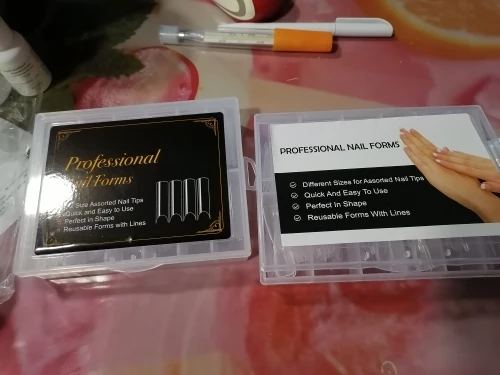 Professional
Nail Forms
Size Assorted Nail Tips
Quick and Easy to Use
Perfect in Shape
Reusable Forms with Lines
PROFESSIONAL NAIL FORMS
Different Sizes for Assorted Nail Tips
Quick And Easy To Use
Perfect in Shape
Reusable Forms With Lines